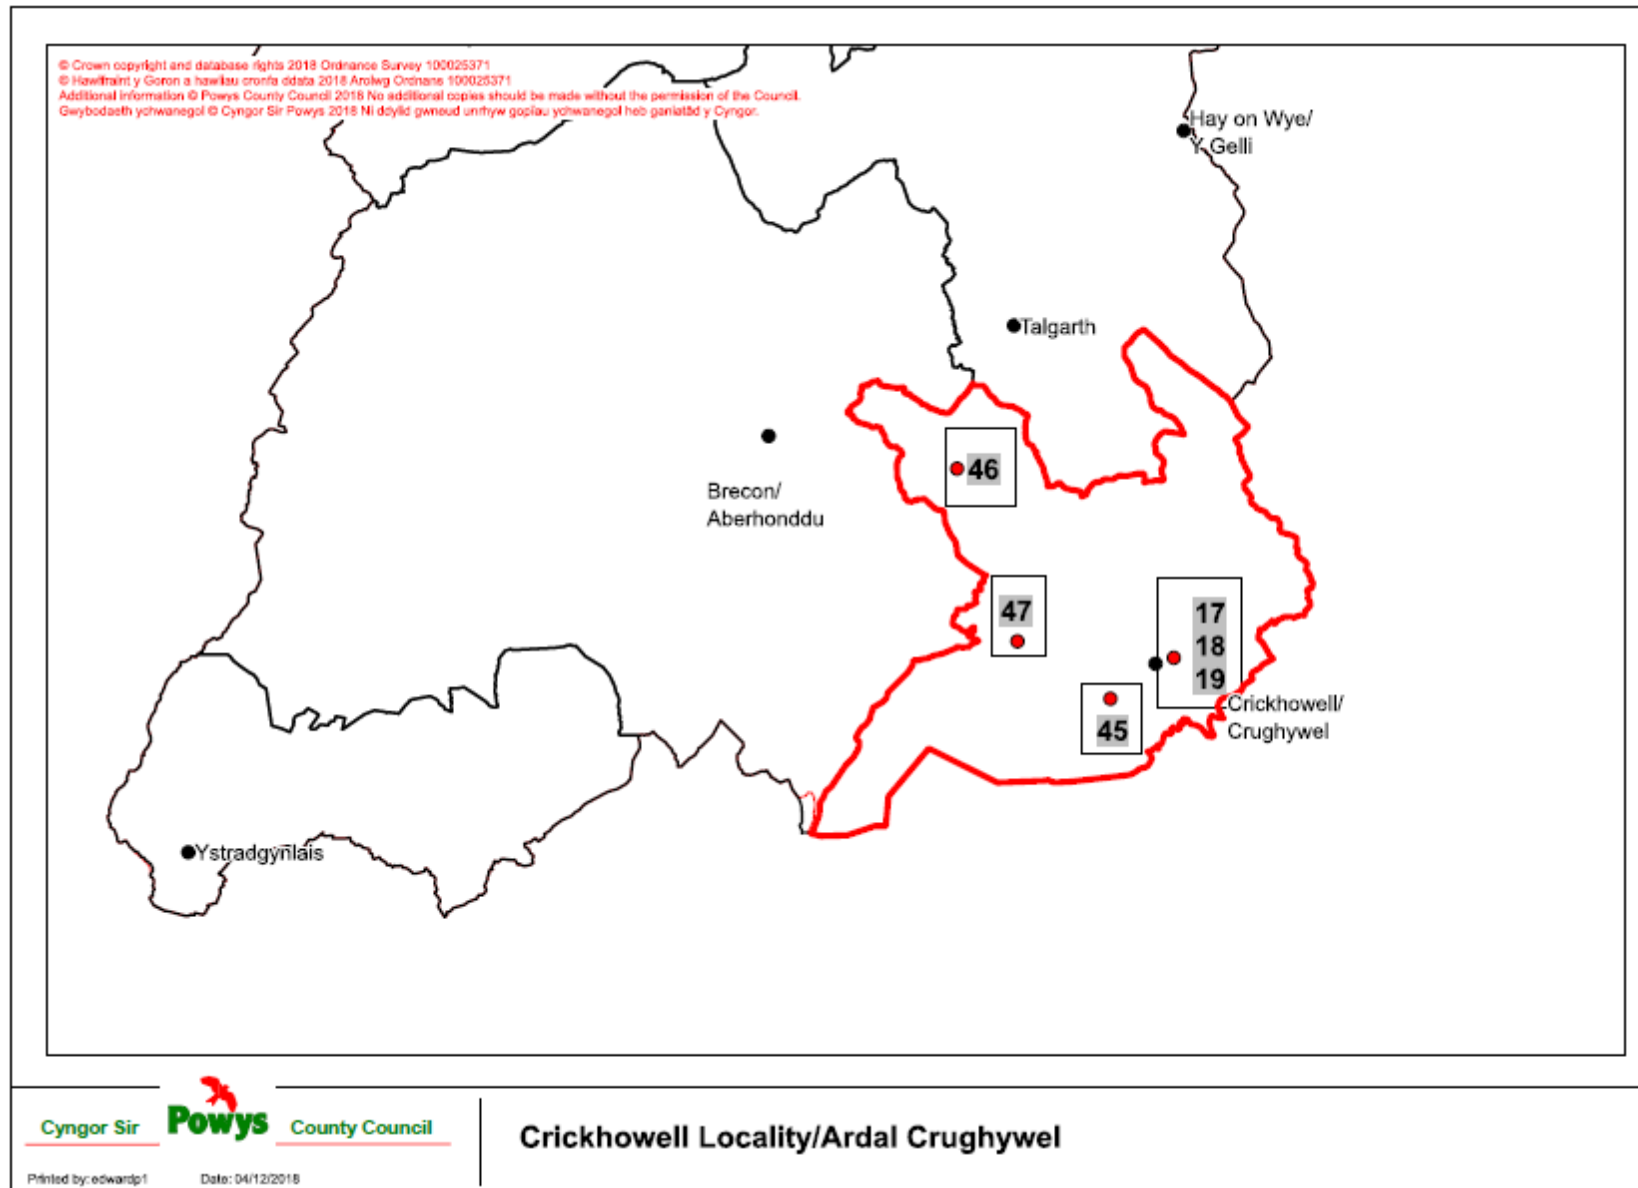 © Crown copyright and database rights 2018 Ordnance Survey 100025371
© Hawlfraint y Goron a hawliau cronfa ddata 2018 Arolwg Ordnans 100025371
Additional Information © Powys County Council 2018 No additional copies should be made without the permission of the Council.
Gwybodaeth ychwanegol © Cyngor Sir Powys 2018 Ni ddylid gwneud unrhyw gopïau ychwanegol heb ganiatâd y Cyngor.
Hay on Wye/
Y Gelli
Talgarth
46
Brecon/
Aberhonddu
47
17
18
19
45
Crickhowell/
Crughywel
Ystradgynlais
Cyngor Sir Powys County Council
Crickhowell Locality/Ardal Crughywel
Printed by: edwardp1 Date: 04/12/2018